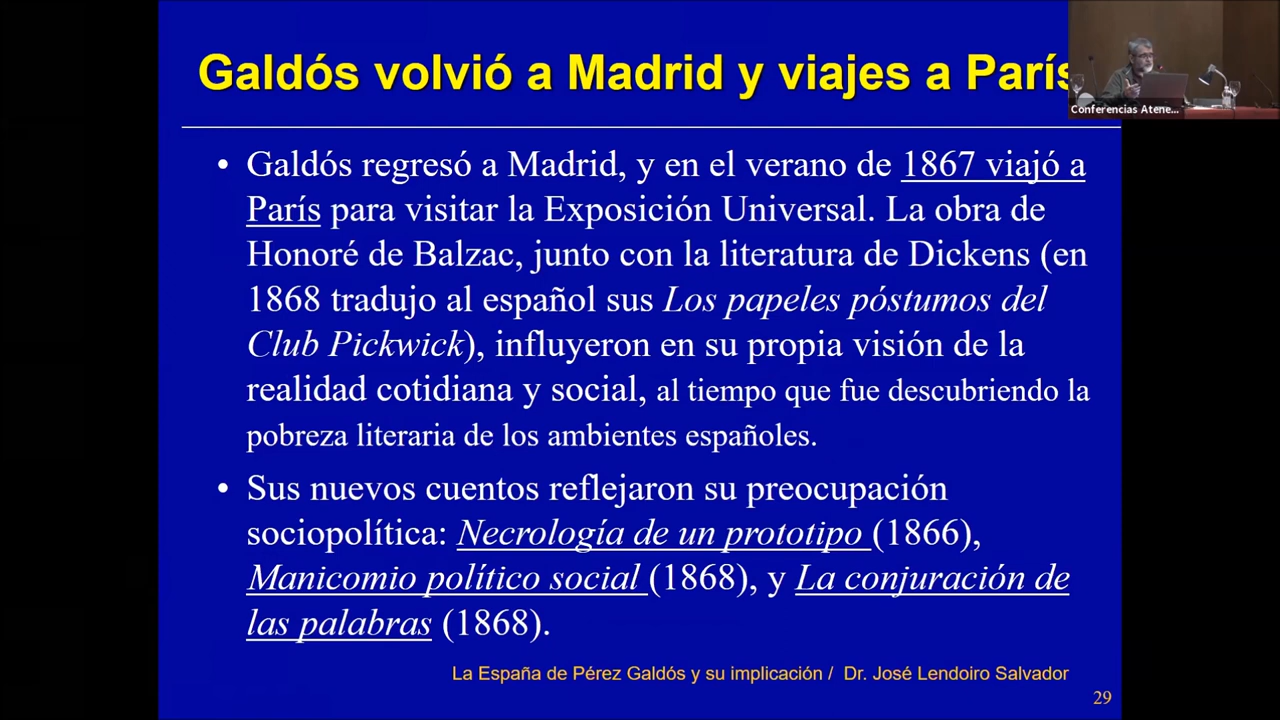 Galdós volvió a Madrid y viajes a París
Conferencias Atene...
• Galdós regresó a Madrid, y en el verano de 1867 viajó a
París para visitar la Exposición Universal. La obra de
Honoré de Balzac, junto con la literatura de Dickens (en
1868 tradujo al español sus Los papeles póstumos del
Club Pickwick), influyeron en su propia visión de la
realidad cotidiana y social, al tiempo que fue descubriendo la
pobreza literaria de los ambientes españoles.
• Sus nuevos cuentos reflejaron su preocupación
sociopolítica: Necrología de un prototipo (1866),
Manicomio político social (1868), y La conjuración de
las palabras (1868).
La España de Pérez Galdós y su implicación / Dr. José Lendoiro Salvador
29